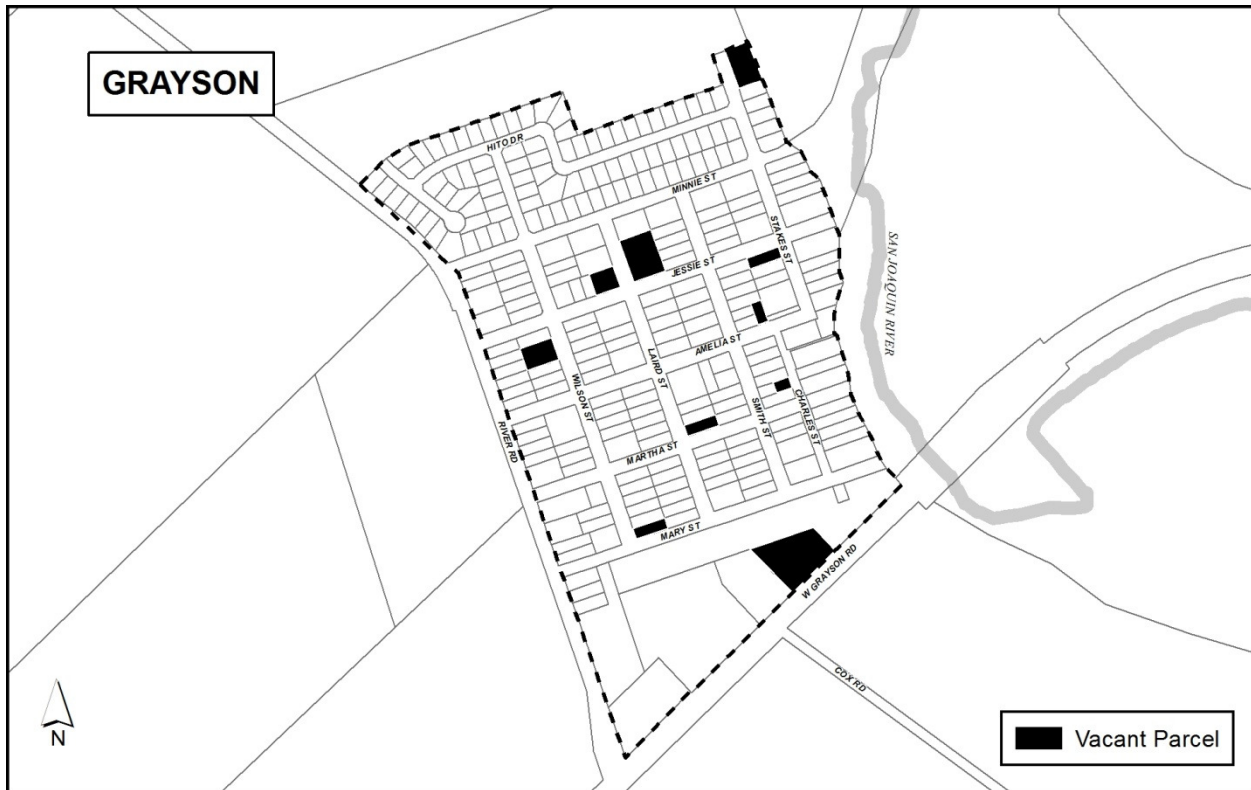 GRAYSON
HITO DR
MINNIE ST
STAKES ST
JESSIE ST
SAN JOAQUIN RIVER
AMELIA ST
LAIRD ST
WILSON ST
SMITH ST
CHARLES ST
RIVER RD
MARTHA ST
MARY ST
W GRAYSON RD
COX RD
N
Vacant Parcel